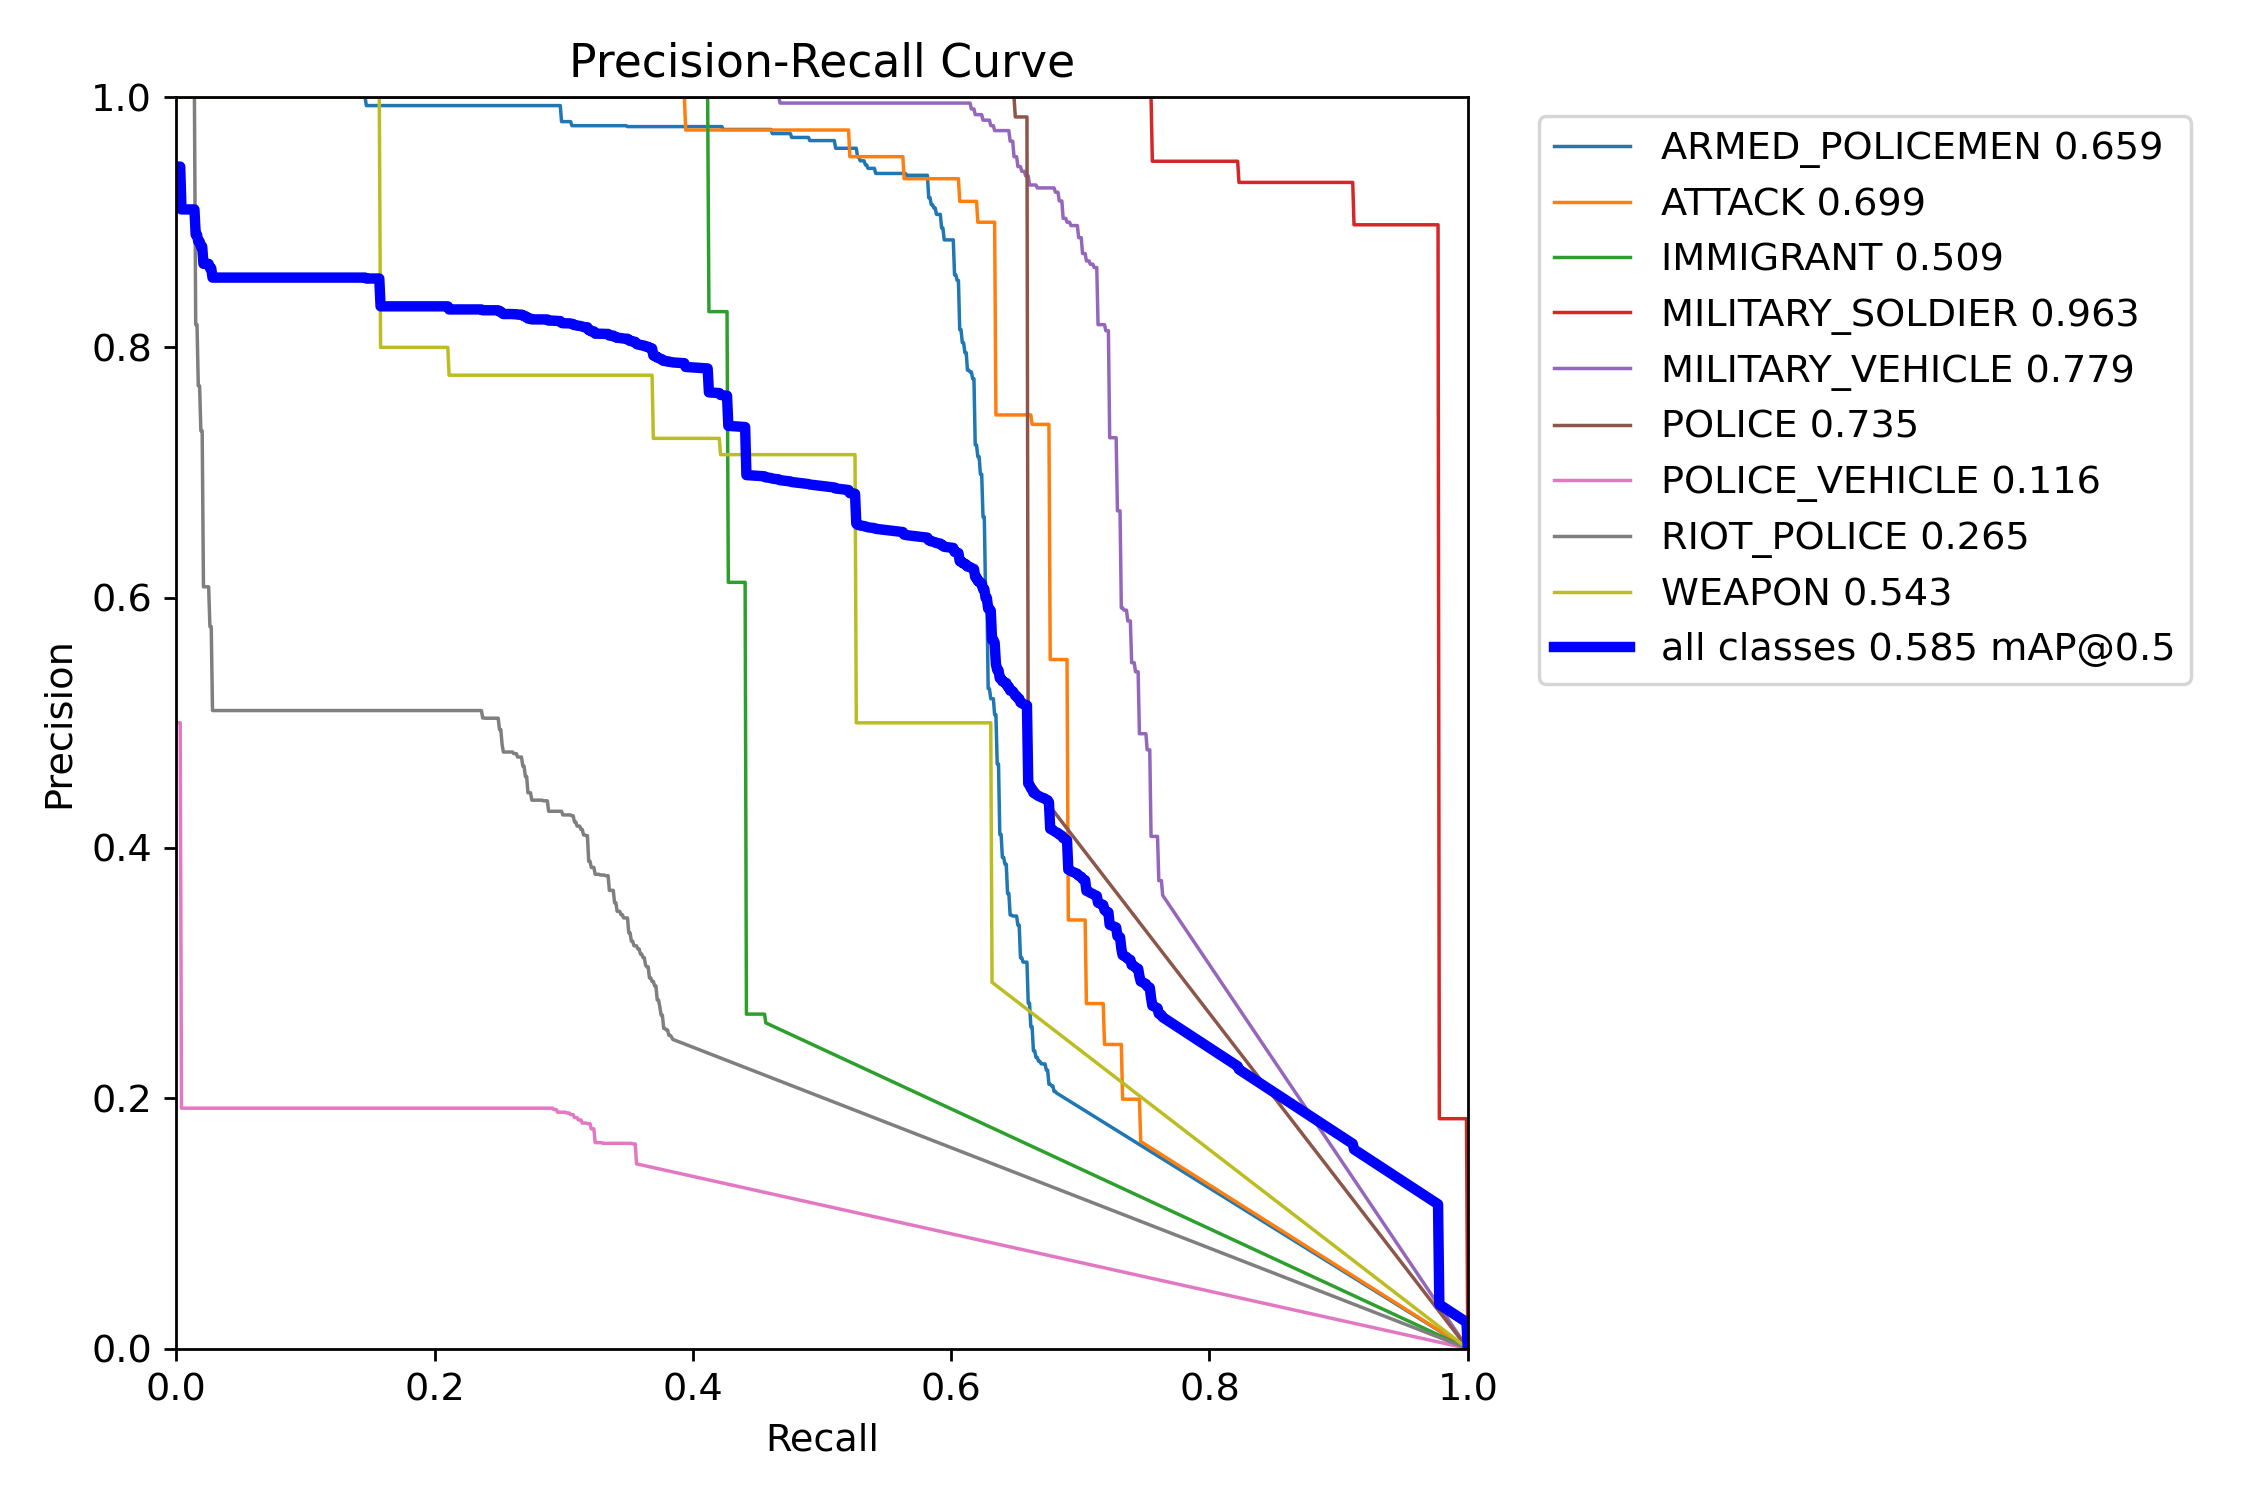 Precision-Recall Curve
1.0
0.8
0.6
0.4
0.2
0.0
Precision
0.0 0.2 0.4 0.6 0.8 1.0
Recall
ARMED_POLICEMEN 0.659
ATTACK 0.699
IMMIGRANT 0.509
MILITARY_SOLDIER 0.963
MILITARY_VEHICLE 0.779
POLICE 0.735
POLICE_VEHICLE 0.116
RIOT_POLICE 0.265
WEAPON 0.543
all classes 0.585 mAP@0.5